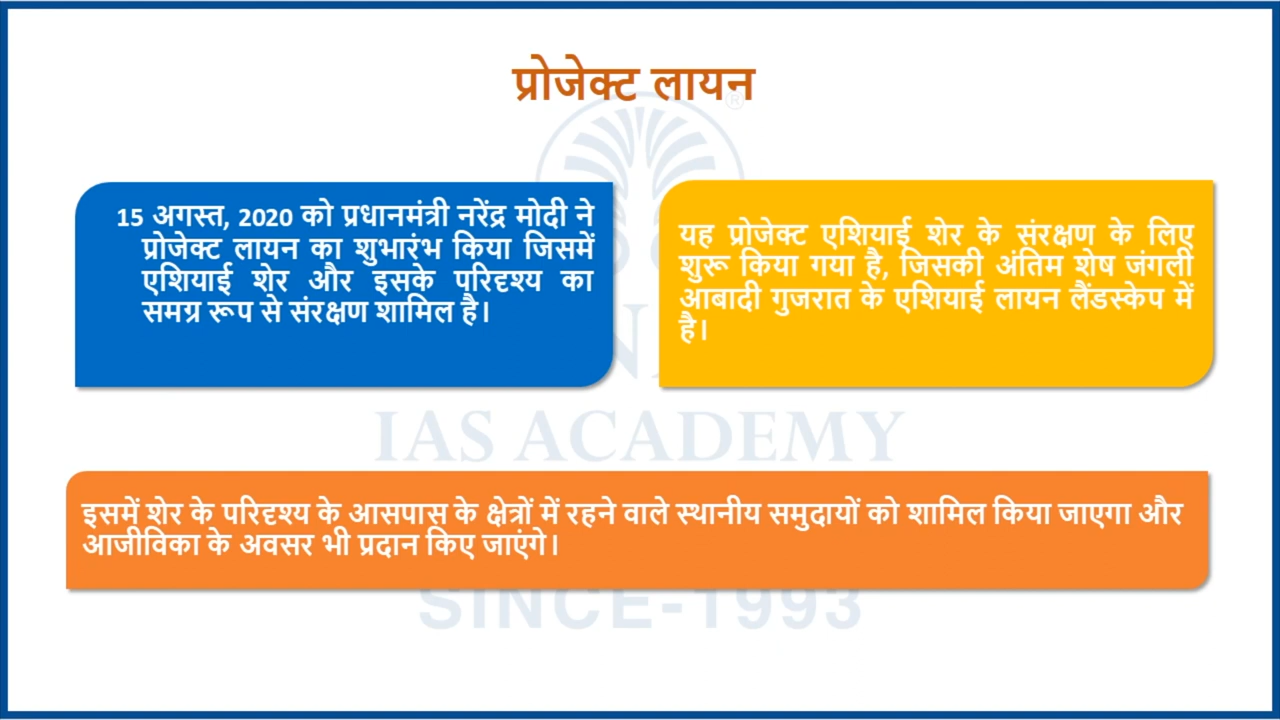 प्रोजेक्ट लायन
15 अगस्त, 2020 को प्रधानमंत्री नरेंद्र मोदी ने
प्रोजेक्ट लायन का शुभारंभ किया जिसमें
एशियाई शेर और इसके परिदृश्य का
समग्र रूप से संरक्षण शामिल है।
यह प्रोजेक्ट एशियाई शेर के संरक्षण के लिए
शुरू किया गया है, जिसकी अंतिम शेष जंगली
आबादी गुजरात के एशियाई लायन लैंडस्केप में
है।
IAS ACADEMY
इसमें शेर के परिदृश्य के आसपास के क्षेत्रों में रहने वाले स्थानीय समुदायों को शामिल किया जाएगा और
आजीविका के अवसर भी प्रदान किए जाएंगे।
SINCE-1993